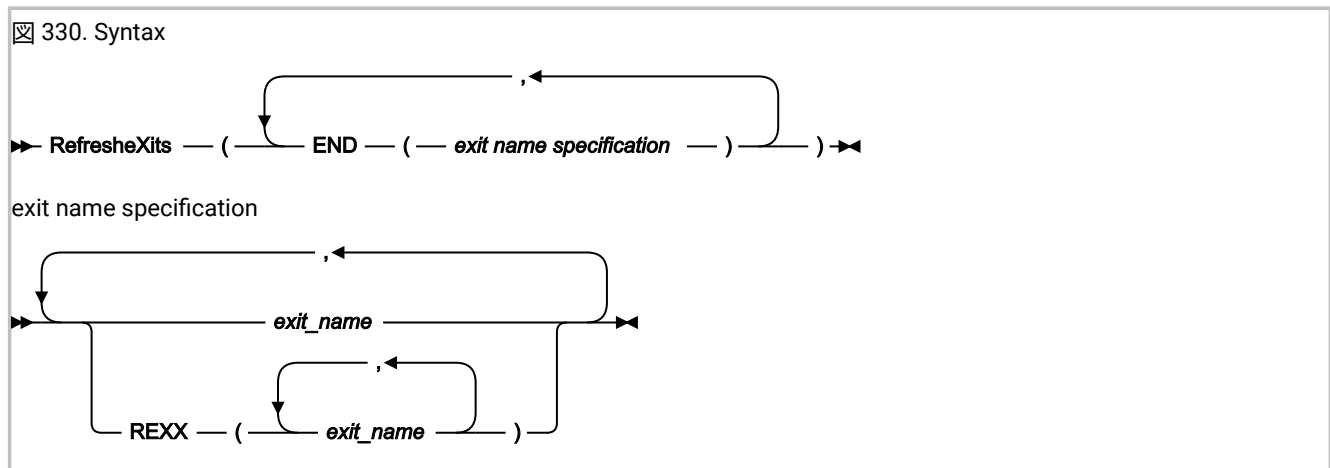 図 330. Syntax
,
RefresheXits ( END ( exit name specification ) )
exit name specification
,
exit_name
,
REXX ( exit_name )